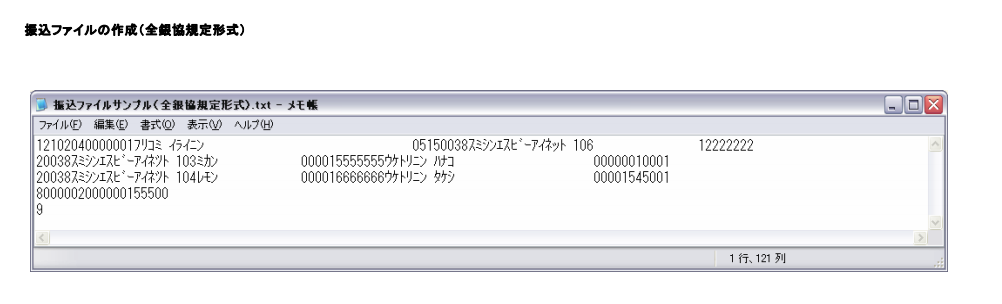 振込ファイルの作成(全銀協規定形式)
振込ファイルサンプル(全銀協規定形式).txt - メモ帳
ファイル(F) 編集(E) 書式(O) 表示(V) ヘルプ(H)
12102040000001フリコミ イライニン 05150038スミシンエスビーアイネット 106 12222222
20038スミシンエスビーアイネツト 103ミカン 000015555555ウケトリニン ハナコ 00000010001
20038スミシンエスビーアイネツト 104レモン 000016666666ウケトリニン タケシ 00001545001
8000002000000155500
9
1 行、121 列